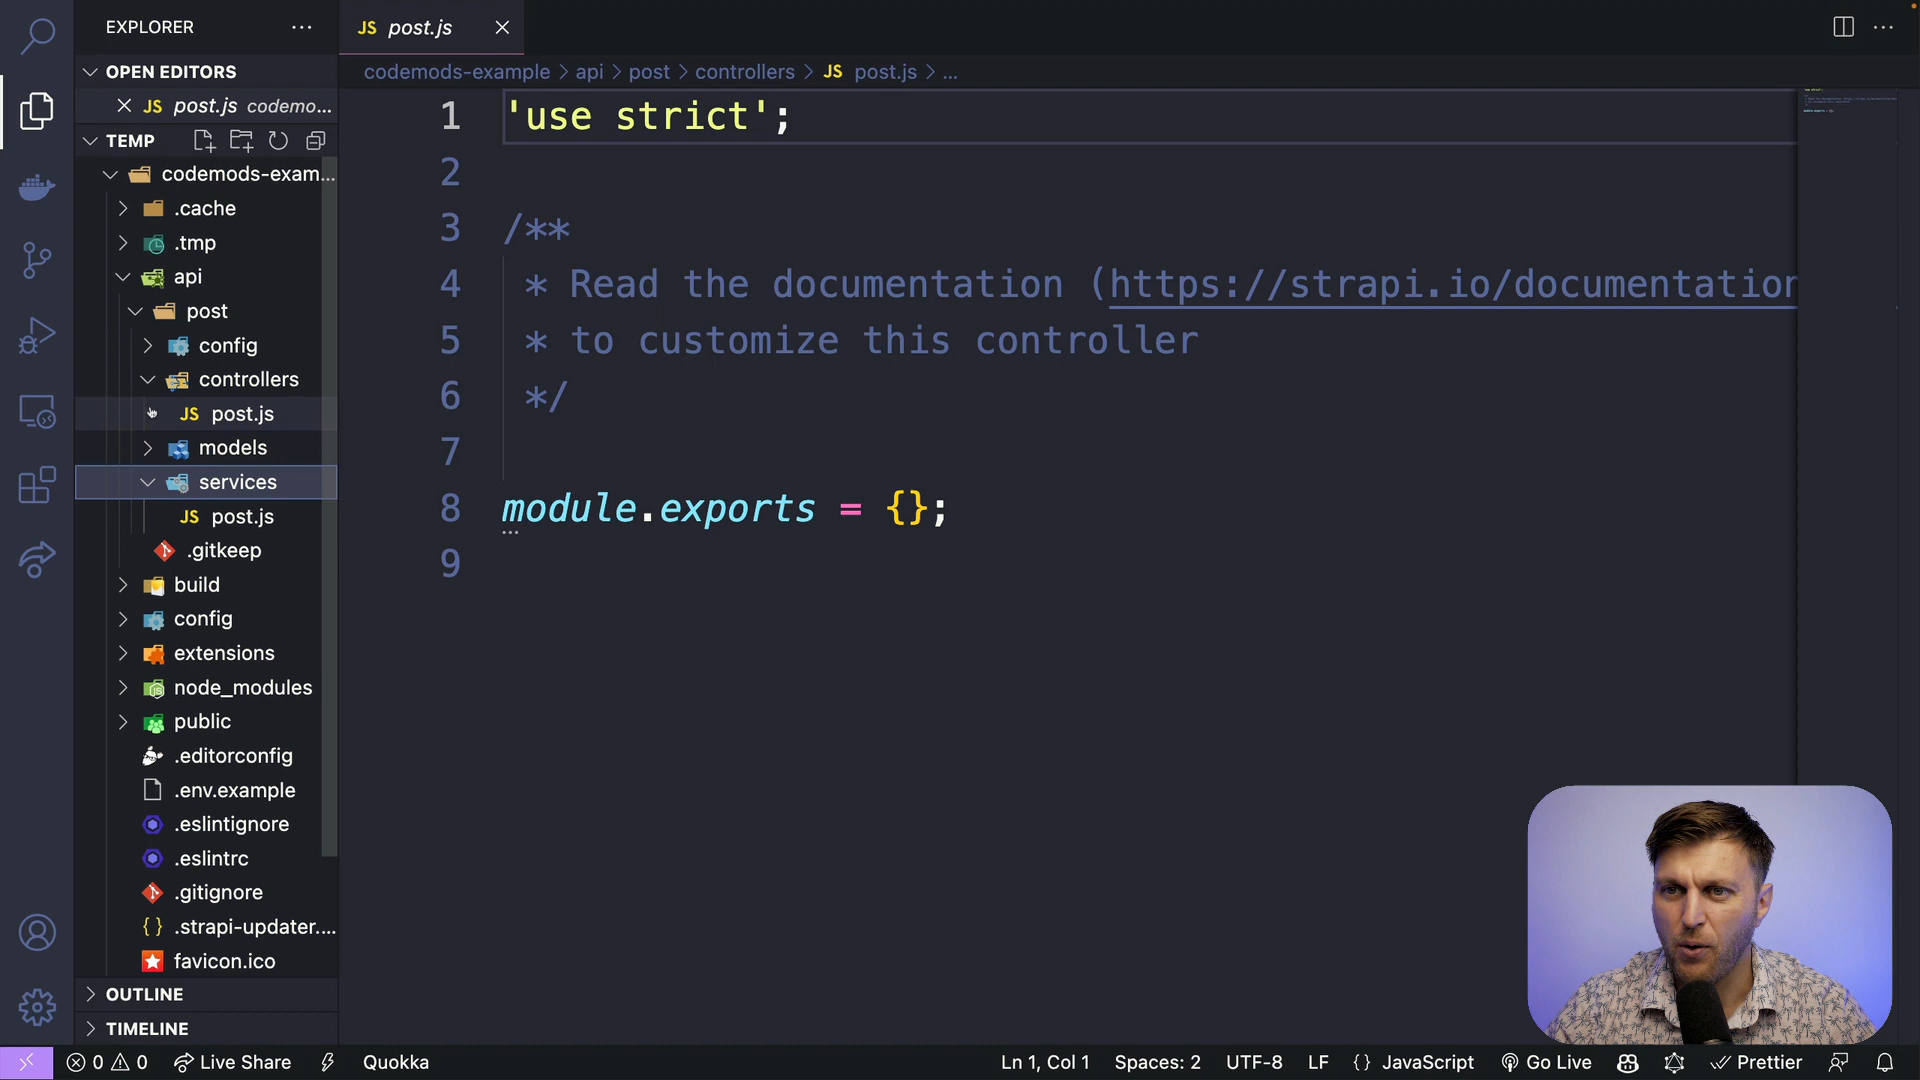 EXPLORER
JS post.js
OPEN EDITORS
JS post.js codemo...
TEMP
codemods-exam...
.cache
.tmp
api
post
config
controllers
JS post.js
models
services
JS post.js
.gitkeep
build
config
extensions
node_modules
public
.editorconfig
.env.example
.eslintignore
.eslintrc
.gitignore
{} .strapi-updater....
favicon.ico
OUTLINE
TIMELINE
codemods-example > api > post > controllers > JS post.js > ...
1 'use strict';
2
3 /**
4 * Read the documentation (https://strapi.io/documentation
5 * to customize this controller
6 */
7
8 module.exports = {};
9
0 0 Live Share Quokka Ln 1, Col 1 Spaces: 2 UTF-8 LF {} JavaScript Go Live Prettier